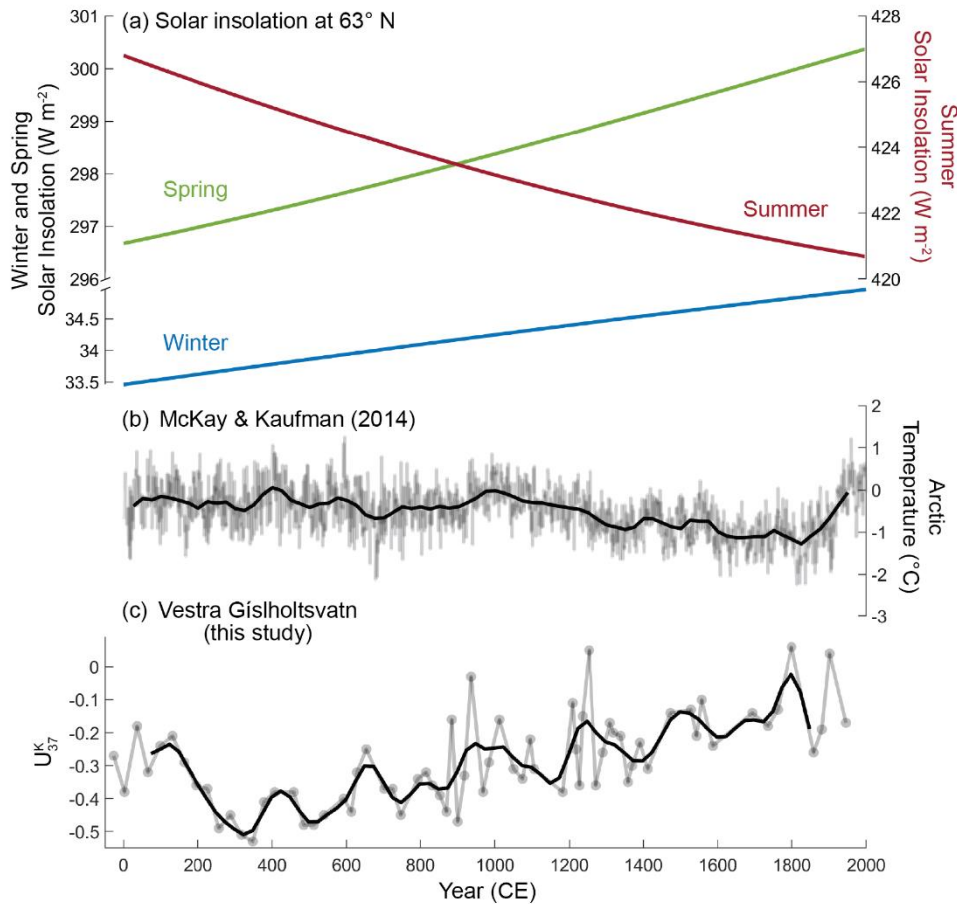 (a) Solar insolation at 63° N
301
300
299
298
297
296
34.5
34
33.5
Winter and Spring
Solar Insolation (W m⁻²)
428
426
424
422
420
Summer
Solar Insolation (W m⁻²)
Spring
Summer
Winter
(b) McKay & Kaufman (2014)
2
1
0
-1
-2
-3
Arctic
Temeprature (°C)
(c) Vestra Gíslholtsvatn
(this study)
0
-0.1
-0.2
-0.3
-0.4
-0.5
U³⁷ᴷ
0 200 400 600 800 1000 1200 1400 1600 1800 2000
Year (CE)